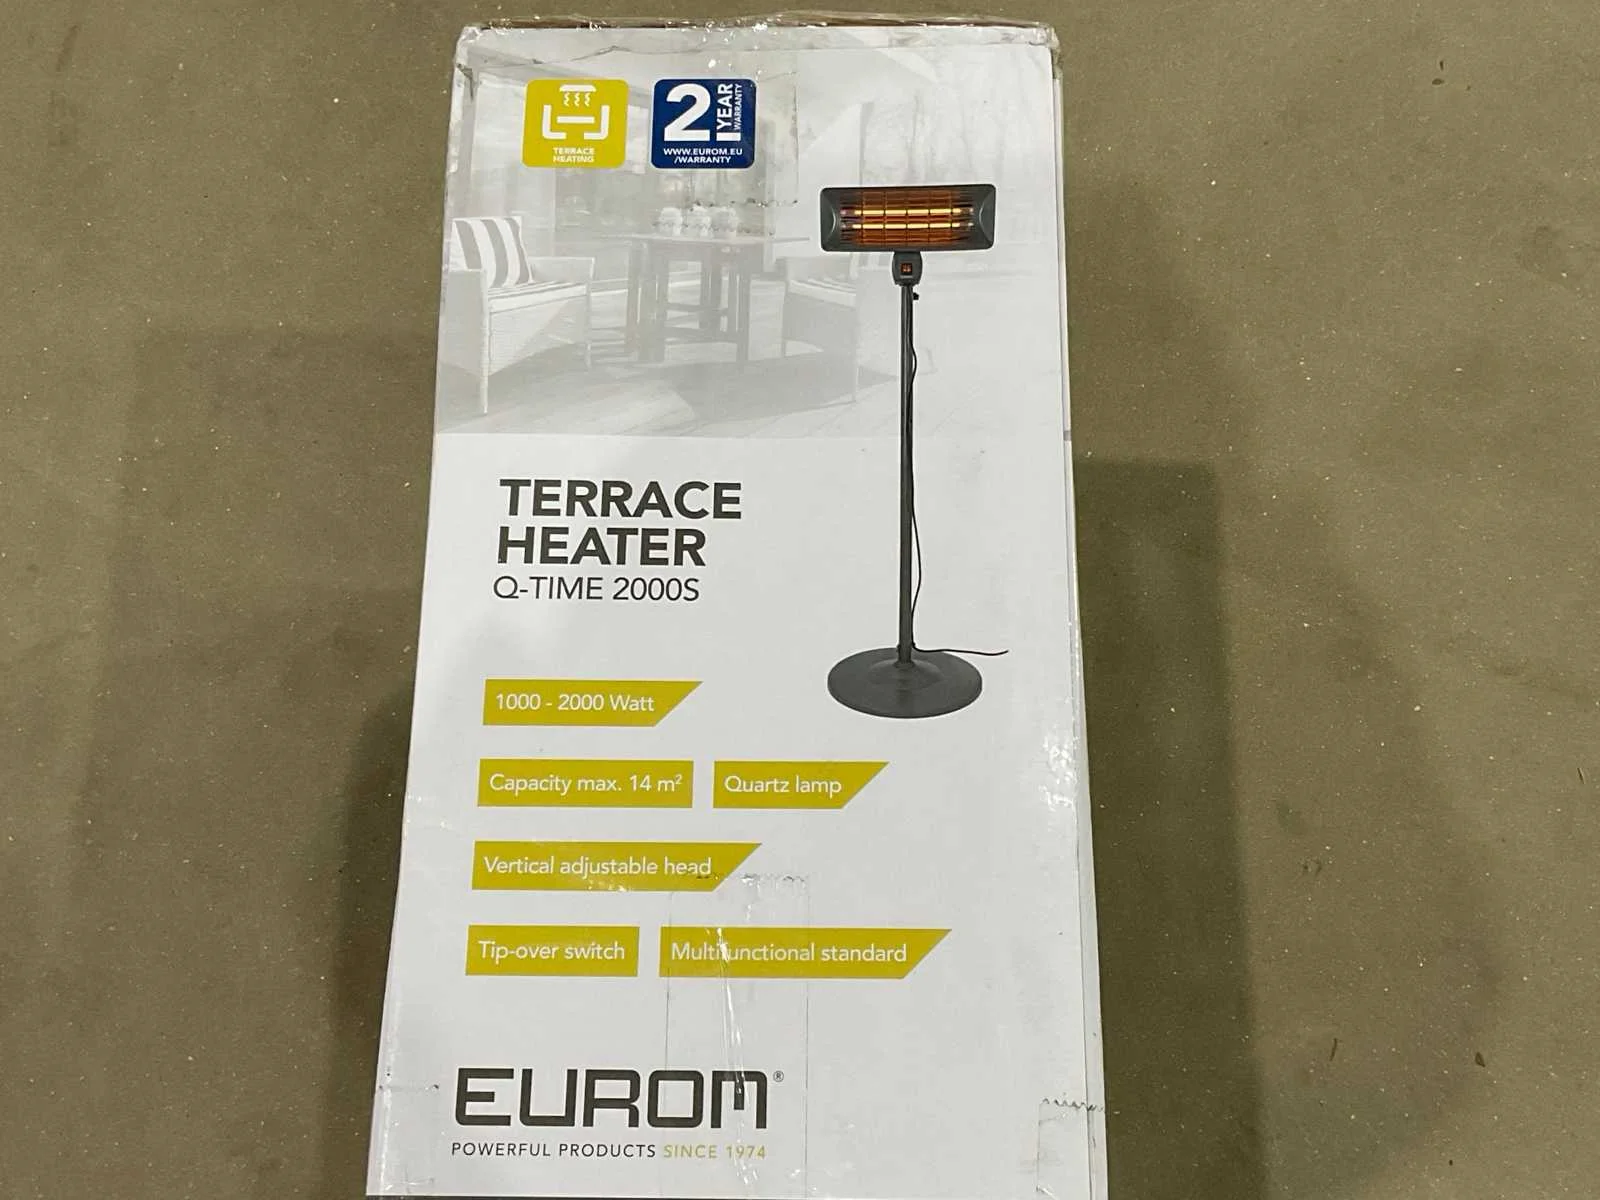 TERRACE
HEATING
2 YEAR WARRANTY
WWW.EUROM.EU
/WARRANTY
TERRACE
HEATER
Q-TIME 2000S
1000 - 2000 Watt
Capacity max. 14 m²
Quartz lamp
Vertical adjustable head
Tip-over switch
Multifunctional standard
EUROM®
POWERFUL PRODUCTS SINCE 1974